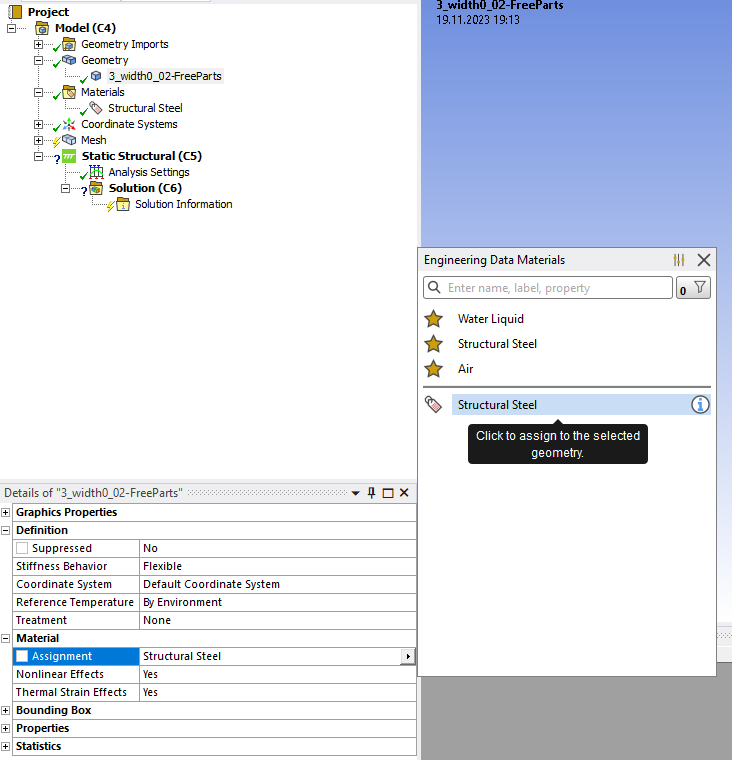 Project
Model (C4)
Geometry Imports
Geometry
3_width0_02-FreeParts
Materials
Structural Steel
Coordinate Systems
Mesh
Static Structural (C5)
Analysis Settings
Solution (C6)
Solution Information
3_width0_02-FreeParts
19.11.2023 19:13
Engineering Data Materials
Enter name, label, property
0
Water Liquid
Structural Steel
Air
Structural Steel
Click to assign to the selected
geometry.
Details of "3_width0_02-FreeParts"
Graphics Properties
Definition
Suppressed No
Stiffness Behavior Flexible
Coordinate System Default Coordinate System
Reference Temperature By Environment
Treatment None
Material
Assignment Structural Steel
Nonlinear Effects Yes
Thermal Strain Effects Yes
Bounding Box
Properties
Statistics